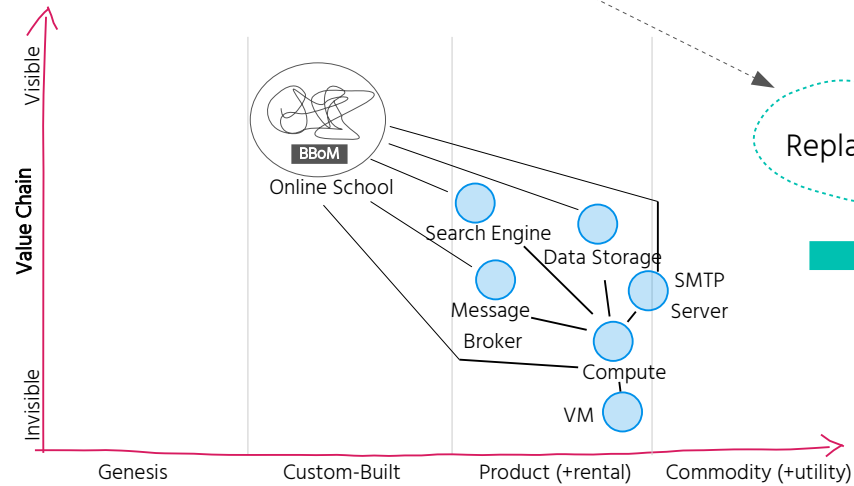 Visible
Value Chain
Invisible
BBoM
Online School
Search Engine
Data Storage
SMTP
Server
Message
Broker
Compute
VM
Genesis
Custom-Built
Product (+rental)
Commodity (+utility)